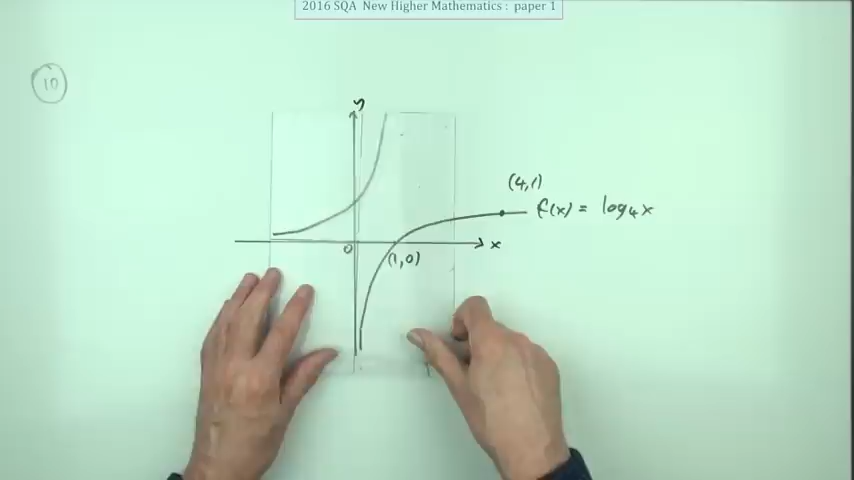 2016 SQA New Higher Mathematics : paper 1
10
y
(4,1)
f(x) = log₄x
x
0
(1,0)